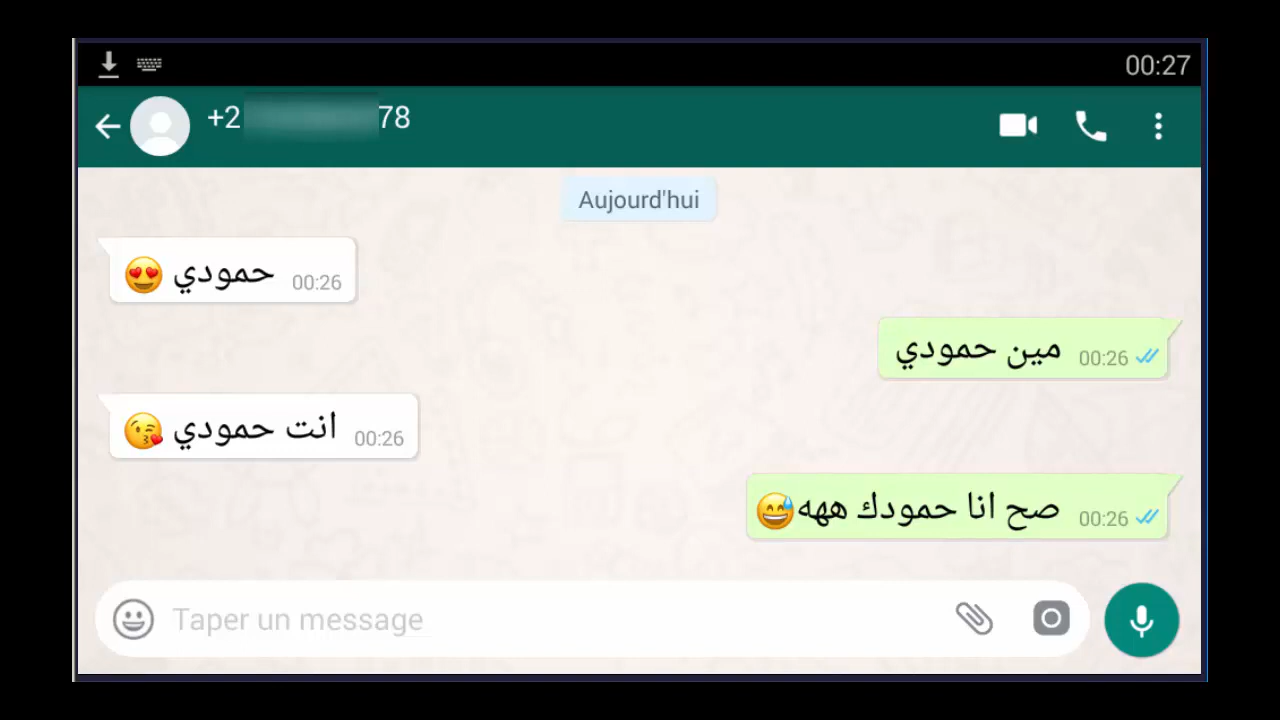 00:27
+2 78
Aujourd'hui
حمودي 😍 00:26
مين حمودي 00:26
انت حمودي 😘 00:26
صح انا حمودك ههه😅 00:26
Taper un message